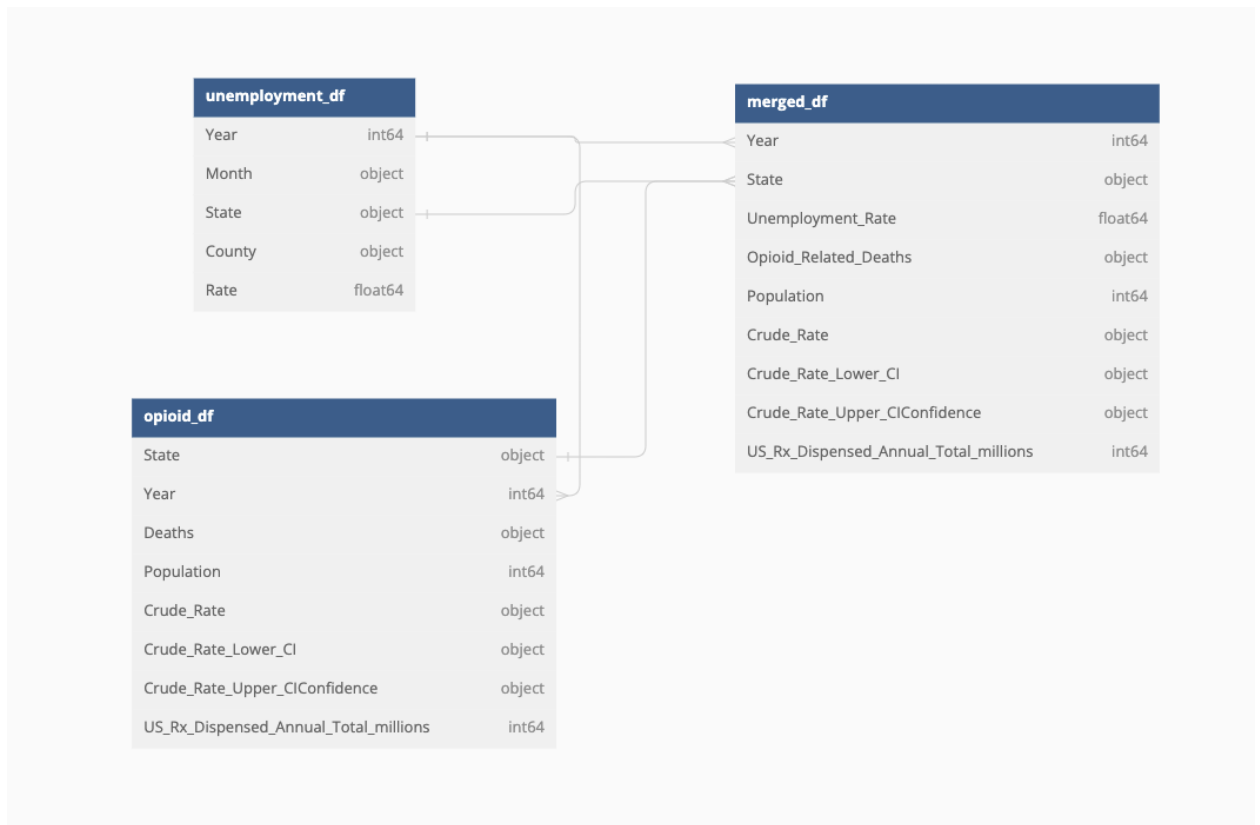 unemployment_df
Year int64
Month object
State object
County object
Rate float64
merged_df
Year int64
State object
Unemployment_Rate float64
Opioid_Related_Deaths object
Population int64
Crude_Rate object
Crude_Rate_Lower_CI object
Crude_Rate_Upper_CIConfidence object
US_Rx_Dispensed_Annual_Total_millions int64
opioid_df
State object
Year int64
Deaths object
Population int64
Crude_Rate object
Crude_Rate_Lower_CI object
Crude_Rate_Upper_CIConfidence object
US_Rx_Dispensed_Annual_Total_millions int64